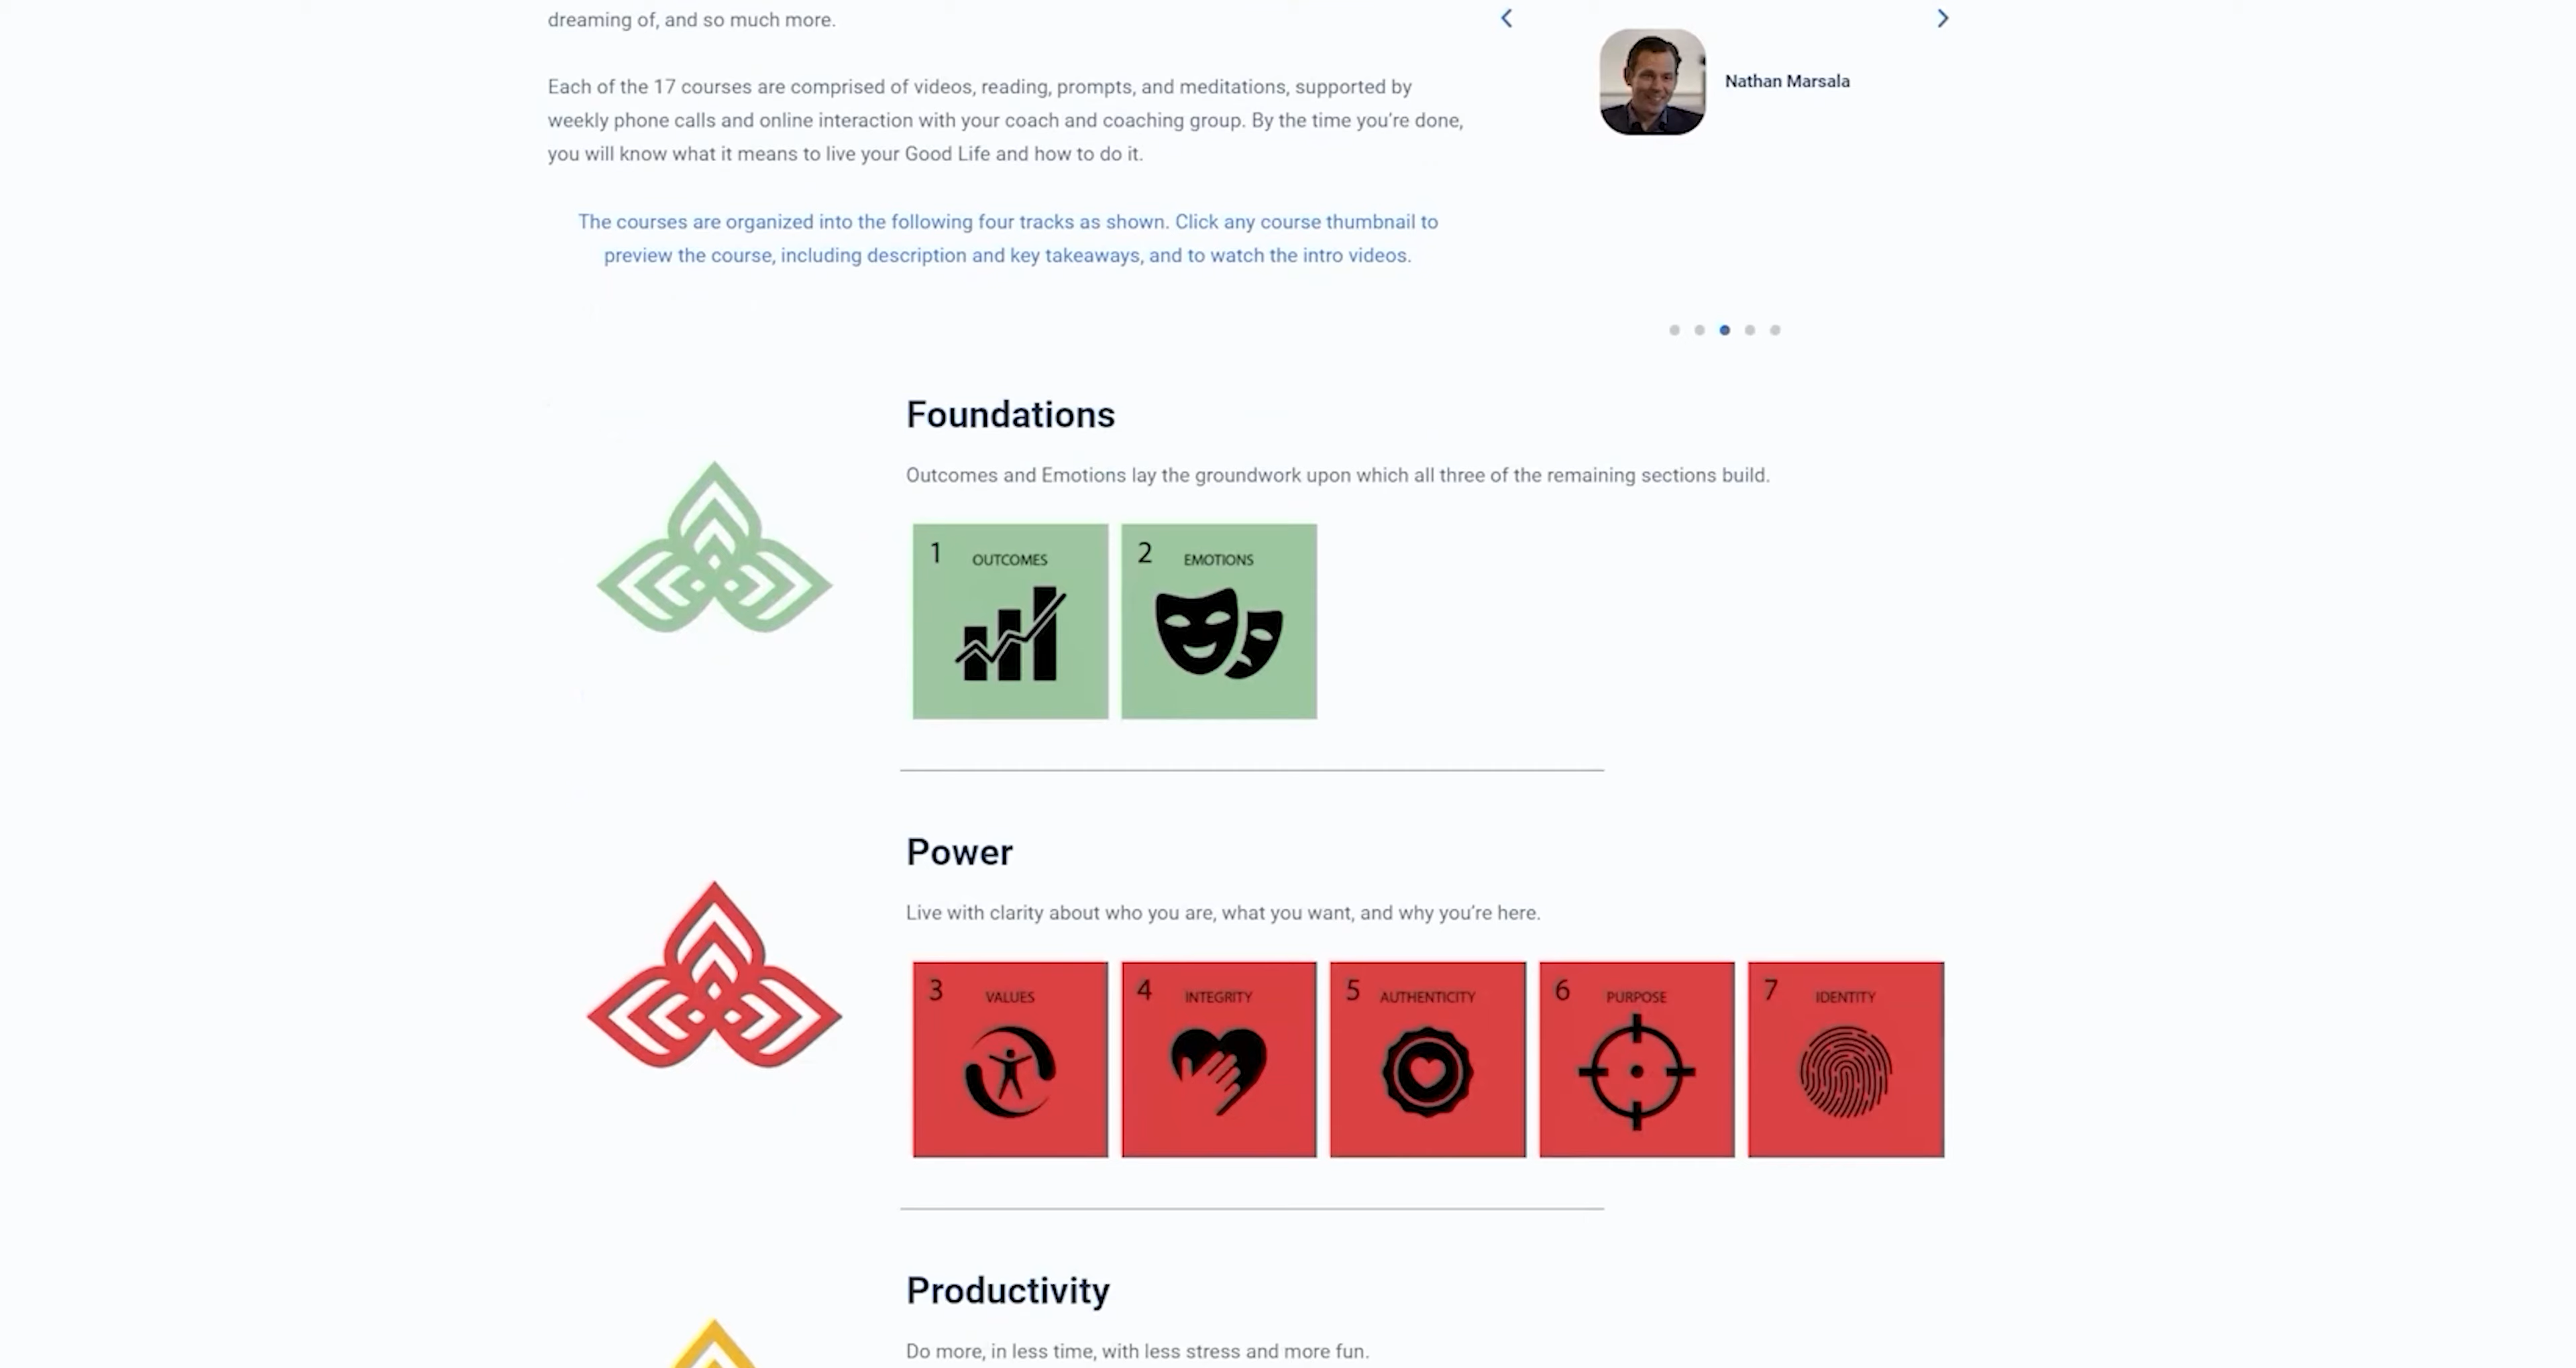 dreaming of, and so much more.
Each of the 17 courses are comprised of videos, reading, prompts, and meditations, supported by
weekly phone calls and online interaction with your coach and coaching group. By the time you're done,
you will know what it means to live your Good Life and how to do it.
The courses are organized into the following four tracks as shown. Click any course thumbnail to
preview the course, including description and key takeaways, and to watch the intro videos.
Nathan Marsala
Foundations
Outcomes and Emotions lay the groundwork upon which all three of the remaining sections build.
1 OUTCOMES
2 EMOTIONS
Power
Live with clarity about who you are, what you want, and why you're here.
3 VALUES
4 INTEGRITY
5 AUTHENTICITY
6 PURPOSE
7 IDENTITY
Productivity
Do more, in less time, with less stress and more fun.